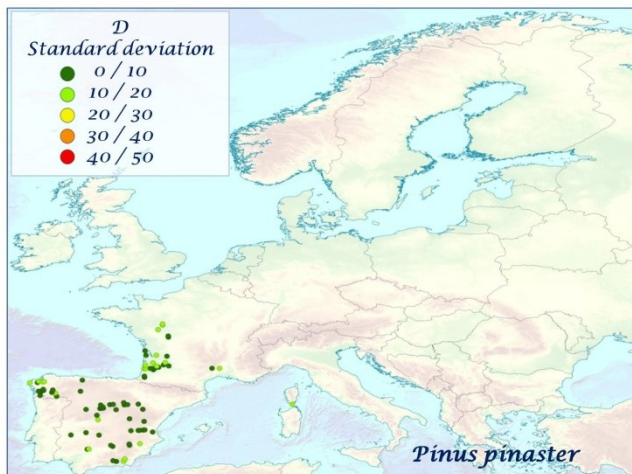 D
Standard deviation
0 / 10
10 / 20
20 / 30
30 / 40
40 / 50
Pinus pinaster